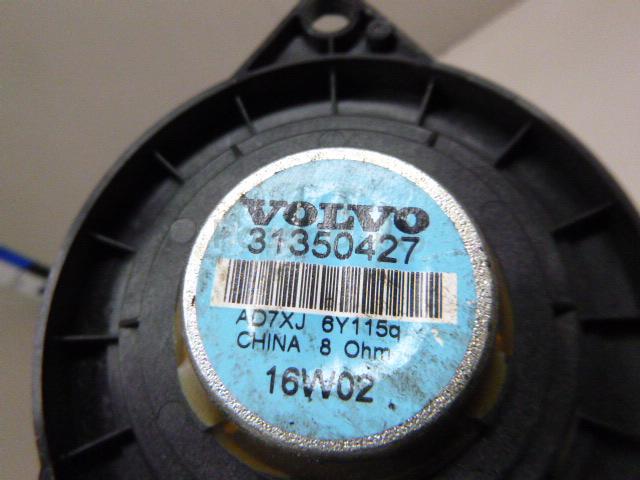 VOLVO
31350427
AD7XJ 6Y115q
CHINA 8 Ohm
16W02